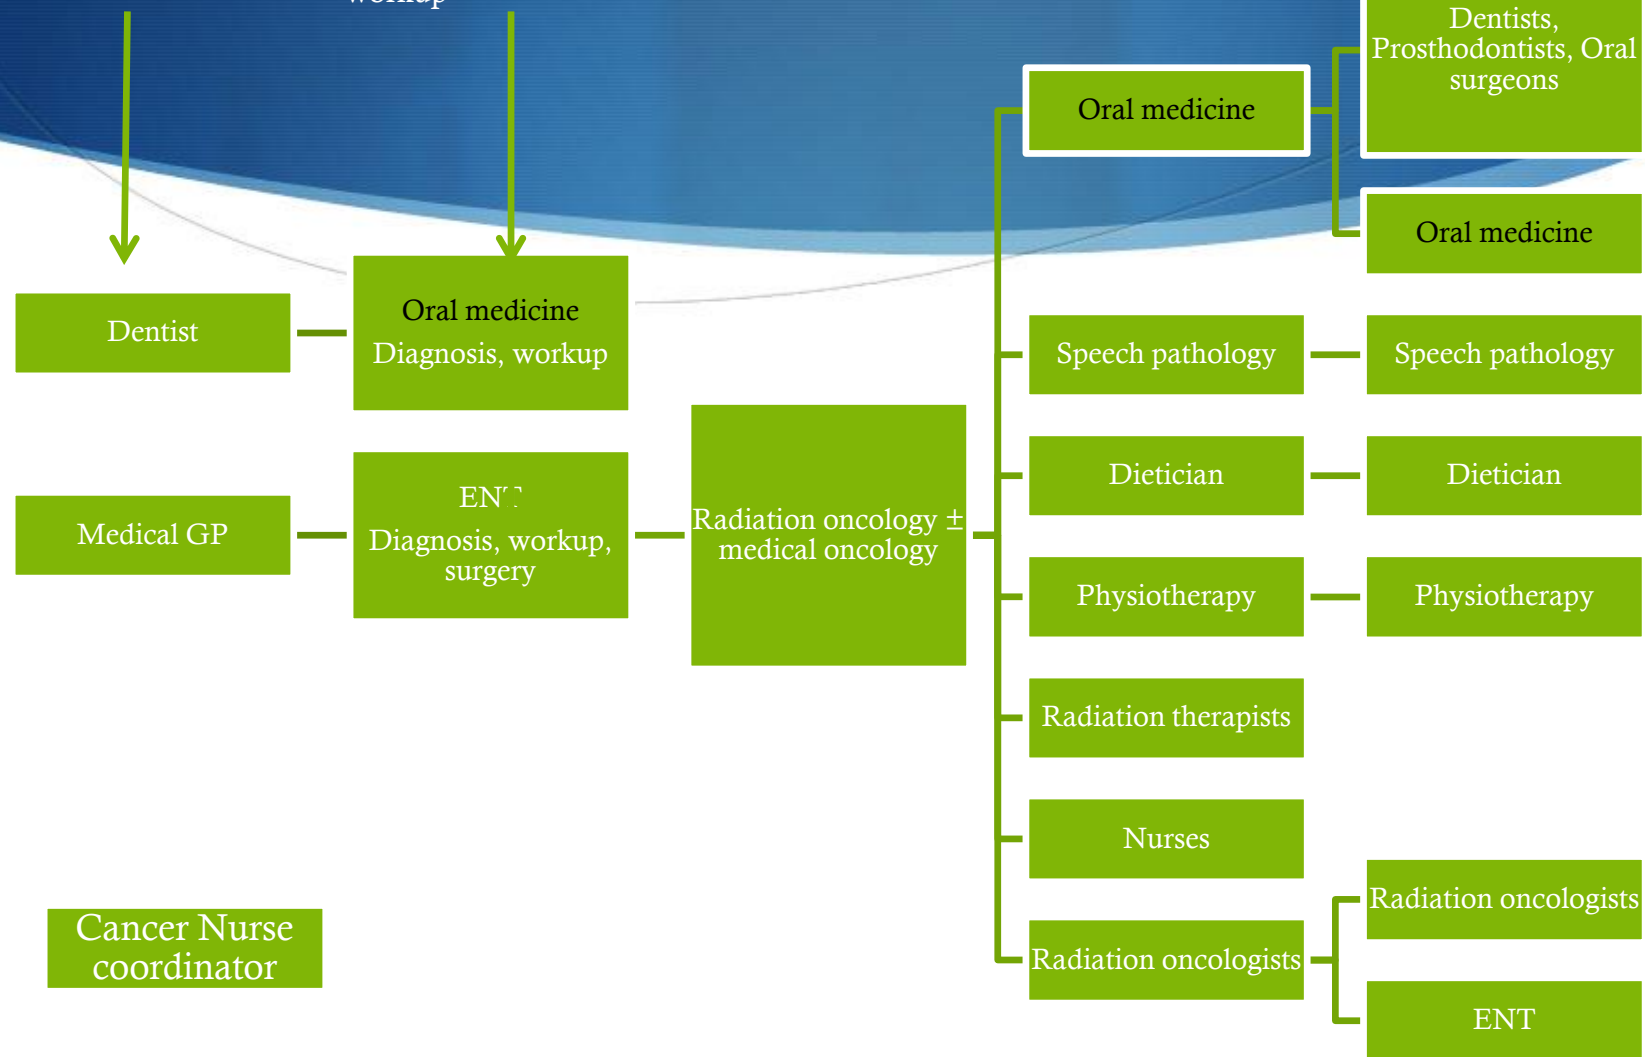 workup
Dentists,
Prosthodontists, Oral
surgeons
Oral medicine
Oral medicine
Dentist
Oral medicine
Diagnosis, workup
Speech pathology
Speech pathology
Medical GP
ENT
Diagnosis, workup,
surgery
Radiation oncology ±
medical oncology
Dietician
Dietician
Physiotherapy
Physiotherapy
Radiation therapists
Nurses
Cancer Nurse
coordinator
Radiation oncologists
Radiation oncologists
ENT